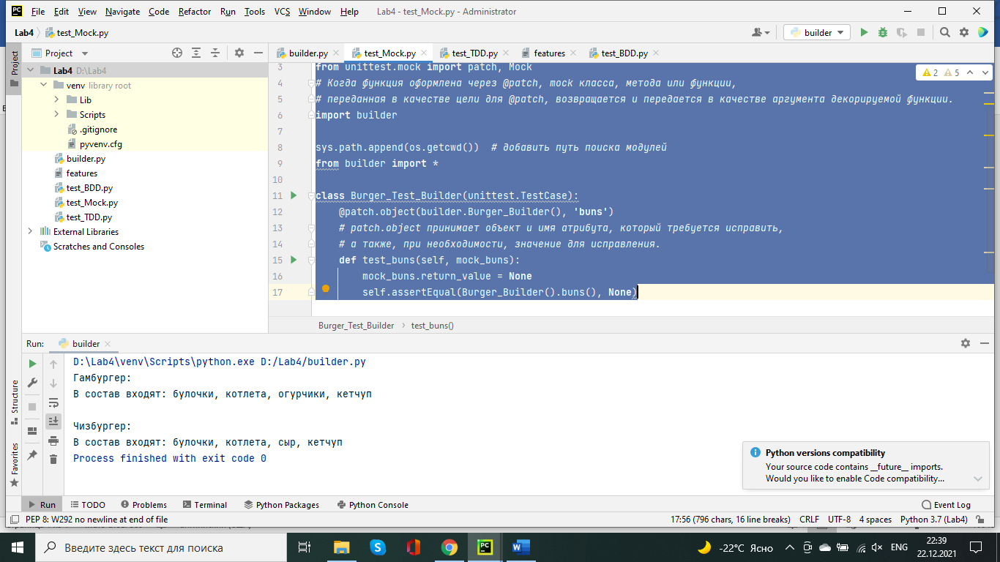 File Edit View Navigate Code Refactor Run Tools VCS Window Help Lab4 - test_Mock.py - Administrator
Lab4 test_Mock.py builder
Project builder.py test_Mock.py test_TDD.py features test_BDD.py
Project
Lab4 D:\Lab4
venv library root
Lib
Scripts
.gitignore
pyvenv.cfg
builder.py
features
test_BDD.py
test_Mock.py
test_TDD.py
External Libraries
Scratches and Consoles
2 5
3 from unittest.mock import patch, Mock
4 # Когда функция оформлена через @patch, mock класса, метода или функции,
5 # переданная в качестве цели для @patch, возвращается и передается в качестве аргумента декорируемой функции.
6 import builder
7
8 sys.path.append(os.getcwd())  # добавить путь поиска модулей
9 from builder import *
10
11 class Burger_Test_Builder(unittest.TestCase):
12     @patch.object(builder.Burger_Builder(), 'buns')
13     # patch.object принимает объект и имя атрибута, который требуется исправить,
14     # а также, при необходимости, значение для исправления.
15     def test_buns(self, mock_buns):
16         mock_buns.return_value = None
17         self.assertEqual(Burger_Builder().buns(), None)
Burger_Test_Builder test_buns()
Run: builder
D:\Lab4\venv\Scripts\python.exe D:/Lab4/builder.py
Гамбургер:
В состав входят: булочки, котлета, огурчики, кетчуп
Чизбургер:
В состав входят: булочки, котлета, сыр, кетчуп
Process finished with exit code 0
Structure
Favorites
Python versions compatibility
Your source code contains __future__ imports.
Would you like to enable Code compatibility...
Run TODO Problems Terminal Python Packages Python Console Event Log
PEP 8: W292 no newline at end of file 17:56 (796 chars, 16 line breaks) CRLF UTF-8 4 spaces Python 3.7 (Lab4)
Введите здесь текст для поиска
-22°C Ясно ENG 22:39
22.12.2021